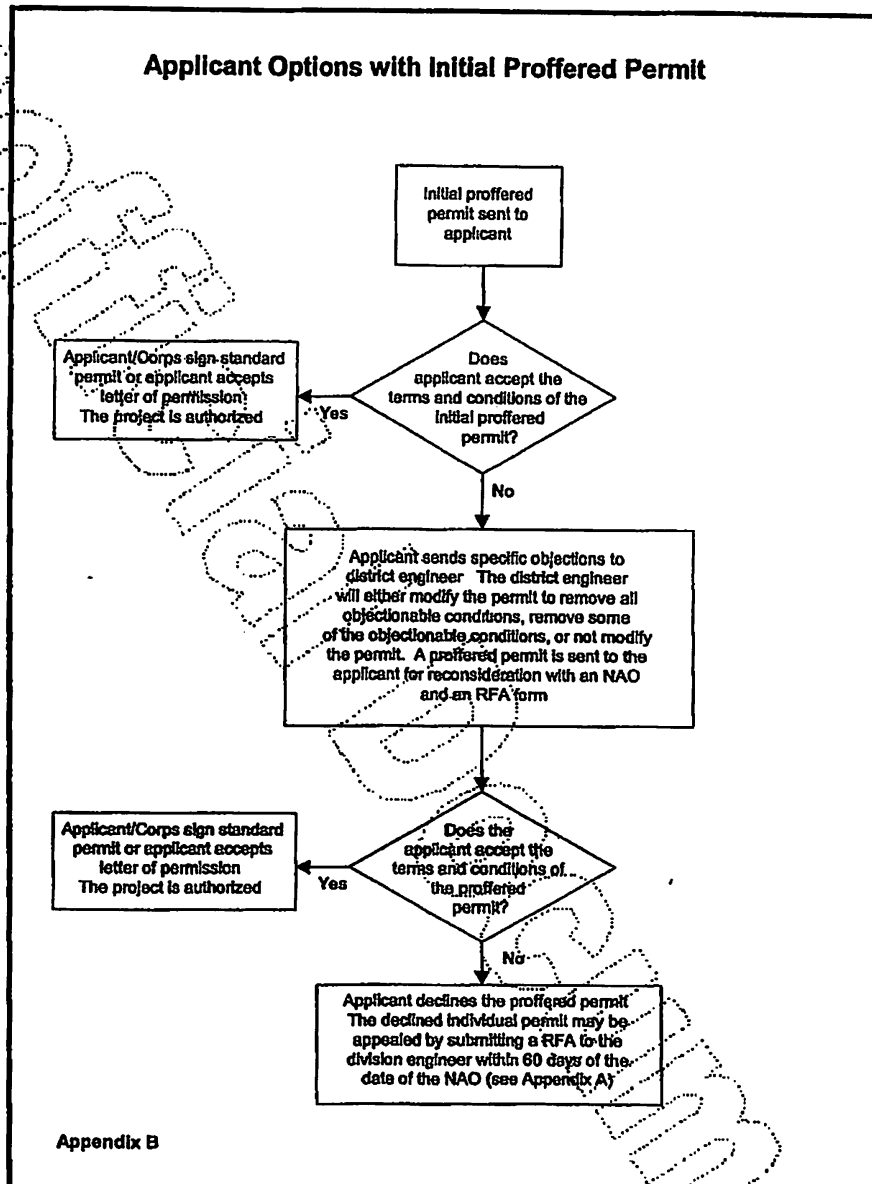 Applicant Options with Initial Proffered Permit
Initial proffered
permit sent to
applicant
Does
applicant accept the
terms and conditions of the
initial proffered
permit?
Applicant/Corps sign standard
permit or applicant accepts
letter of permission
The project is authorized
Yes
No
Applicant sends specific objections to
district engineer The district engineer
will either modify the permit to remove all
objectionable conditions, remove some
of the objectionable conditions, or not modify
the permit. A proffered permit is sent to the
applicant for reconsideration with an NAO
and an RFA form
Does the
applicant accept the
terms and conditions of
the proffered
permit?
Applicant/Corps sign standard
permit or applicant accepts
letter of permission
The project is authorized
Yes
No
Applicant declines the proffered permit
The declined individual permit may be
appealed by submitting a RFA to the
division engineer within 60 days of the
date of the NAO (see Appendix A)
Appendix B